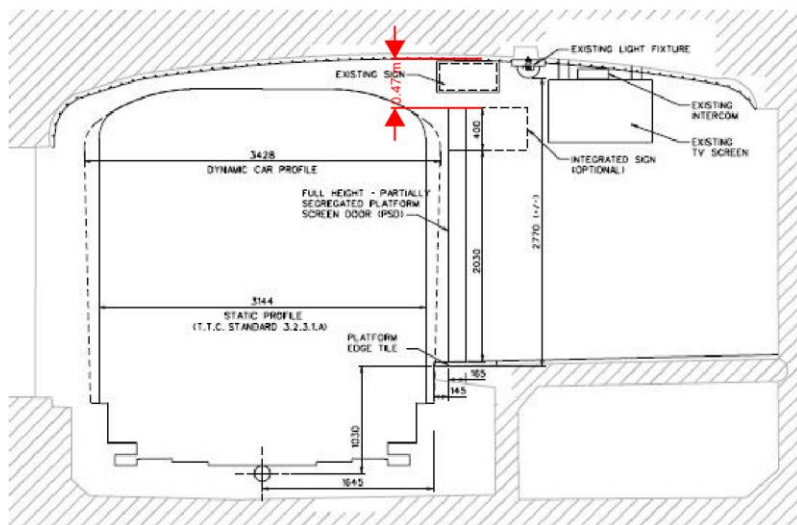 EXISTING LIGHT FIXTURE
EXISTING SIGN
0.47m
EXISTING
INTERCOM
400
EXISTING
TV SCREEN
3428
DYNAMIC CAR PROFILE
INTEGRATED SIGN
(OPTIONAL)
FULL HEIGHT - PARTIALLY
SEGREGATED PLATFORM
SCREEN DOOR (PSD)
2770 (+/-)
2030
3144
STATIC PROFILE
(T.T.C. STANDARD 3.2.3.1.A)
PLATFORM
EDGE TILE
165
145
1030
1645